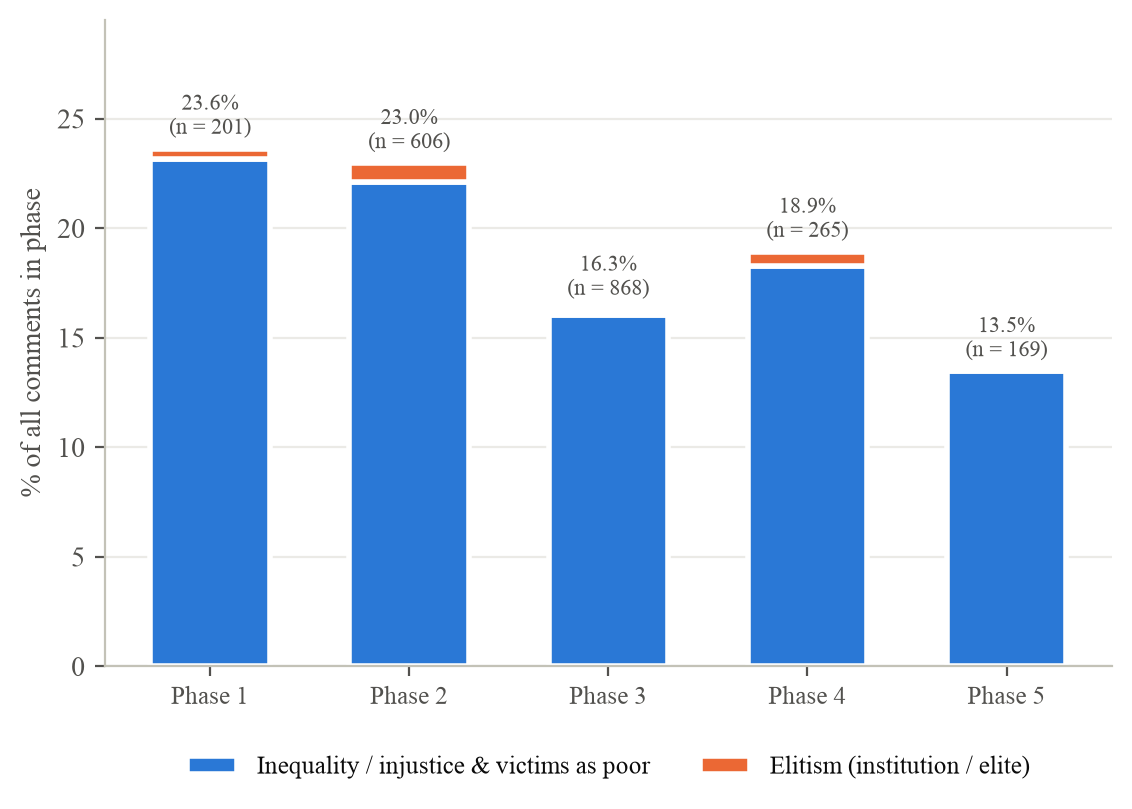 % of all comments in phase
25
20
15
10
5
0
23.6%
(n = 201)
23.0%
(n = 606)
16.3%
(n = 868)
18.9%
(n = 265)
13.5%
(n = 169)
Phase 1
Phase 2
Phase 3
Phase 4
Phase 5
Inequality / injustice & victims as poor
Elitism (institution / elite)